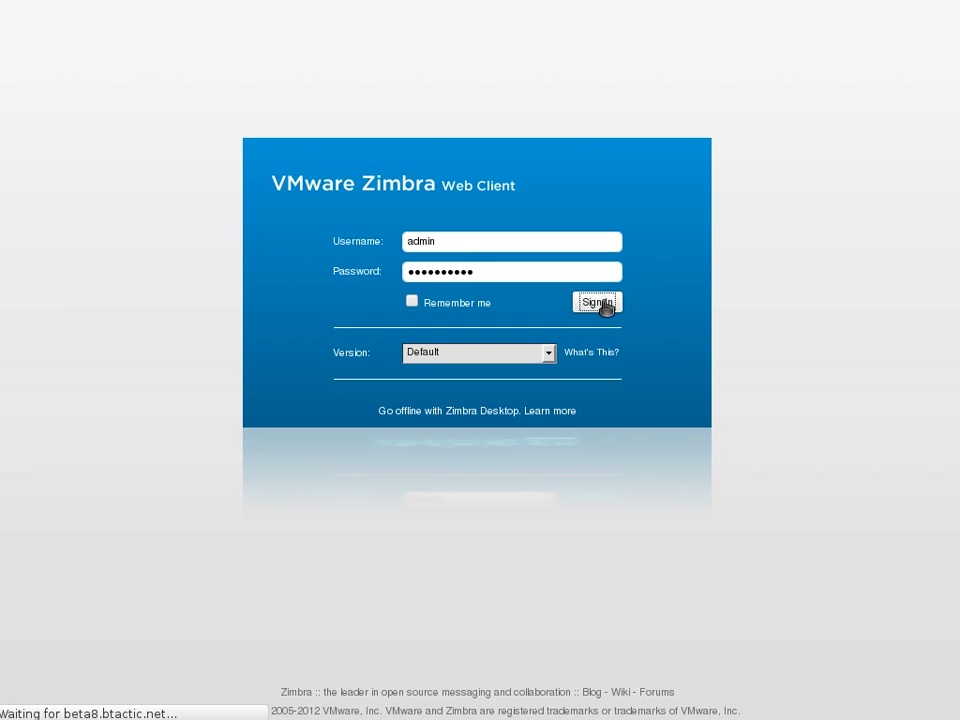 VMware Zimbra Web Client
Username: admin
Password: ●●●●●●●●●●
Remember me Sign In
Version: Default What's This?
Go offline with Zimbra Desktop. Learn more
Zimbra :: the leader in open source messaging and collaboration :: Blog - Wiki - Forums
Waiting for beta8.btactic.net... 2005-2012 VMware, Inc. VMware and Zimbra are registered trademarks or trademarks of VMware, Inc.